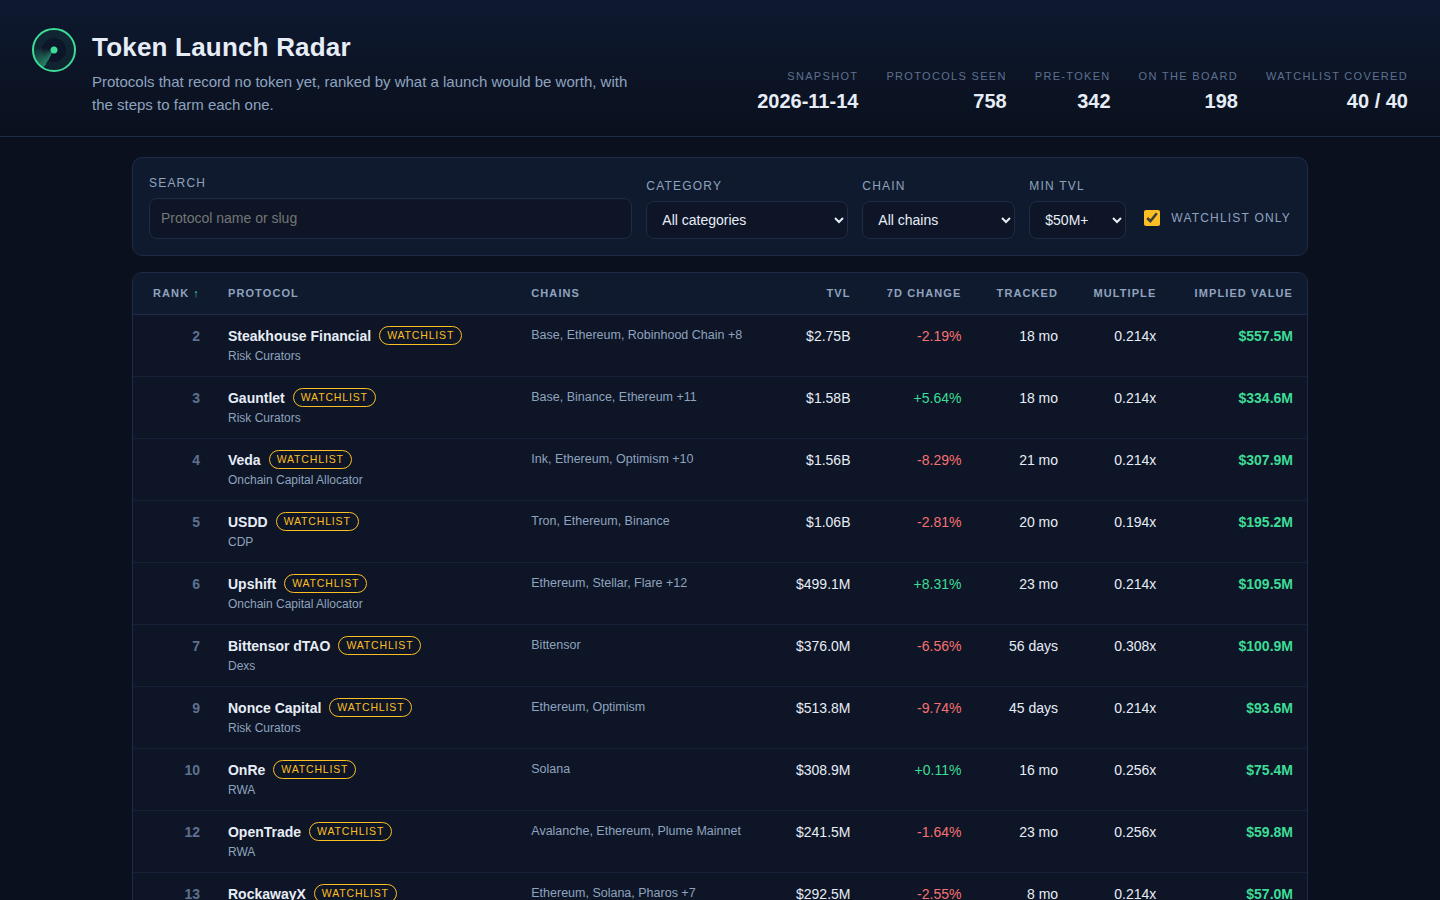 Token Launch Radar
Protocols that record no token yet, ranked by what a launch would be worth, with
the steps to farm each one.
SNAPSHOT PROTOCOLS SEEN PRE-TOKEN ON THE BOARD WATCHLIST COVERED
2026-11-14 758 342 198 40 / 40
SEARCH CATEGORY CHAIN MIN TVL
Protocol name or slug All categories All chains $50M+ WATCHLIST ONLY
RANK ↑ PROTOCOL CHAINS TVL 7D CHANGE TRACKED MULTIPLE IMPLIED VALUE
2 Steakhouse Financial WATCHLIST Base, Ethereum, Robinhood Chain +8 $2.75B -2.19% 18 mo 0.214x $557.5M
Risk Curators
3 Gauntlet WATCHLIST Base, Binance, Ethereum +11 $1.58B +5.64% 18 mo 0.214x $334.6M
Risk Curators
4 Veda WATCHLIST Ink, Ethereum, Optimism +10 $1.56B -8.29% 21 mo 0.214x $307.9M
Onchain Capital Allocator
5 USDD WATCHLIST Tron, Ethereum, Binance $1.06B -2.81% 20 mo 0.194x $195.2M
CDP
6 Upshift WATCHLIST Ethereum, Stellar, Flare +12 $499.1M +8.31% 23 mo 0.214x $109.5M
Onchain Capital Allocator
7 Bittensor dTAO WATCHLIST Bittensor $376.0M -6.56% 56 days 0.308x $100.9M
Dexs
9 Nonce Capital WATCHLIST Ethereum, Optimism $513.8M -9.74% 45 days 0.214x $93.6M
Risk Curators
10 OnRe WATCHLIST Solana $308.9M +0.11% 16 mo 0.256x $75.4M
RWA
12 OpenTrade WATCHLIST Avalanche, Ethereum, Plume Mainnet $241.5M -1.64% 23 mo 0.256x $59.8M
RWA
13 RockawayX WATCHLIST Ethereum, Solana, Pharos +7 $292.5M -2.55% 8 mo 0.214x $57.0M